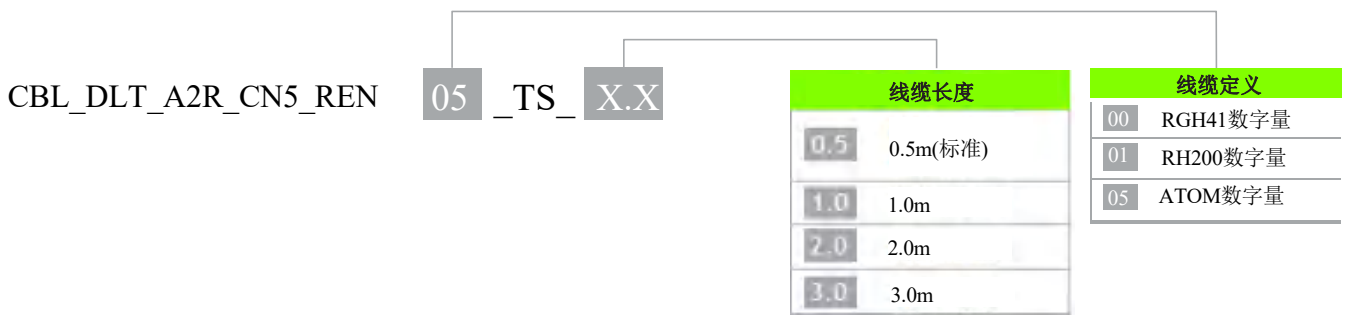 CBL_DLT_A2R_CN5_REN 05 _TS_ X.X
线缆长度
0.5 0.5m(标准)
1.0 1.0m
2.0 2.0m
3.0 3.0m
线缆定义
00 RGH41数字量
01 RH200数字量
05 ATOM数字量